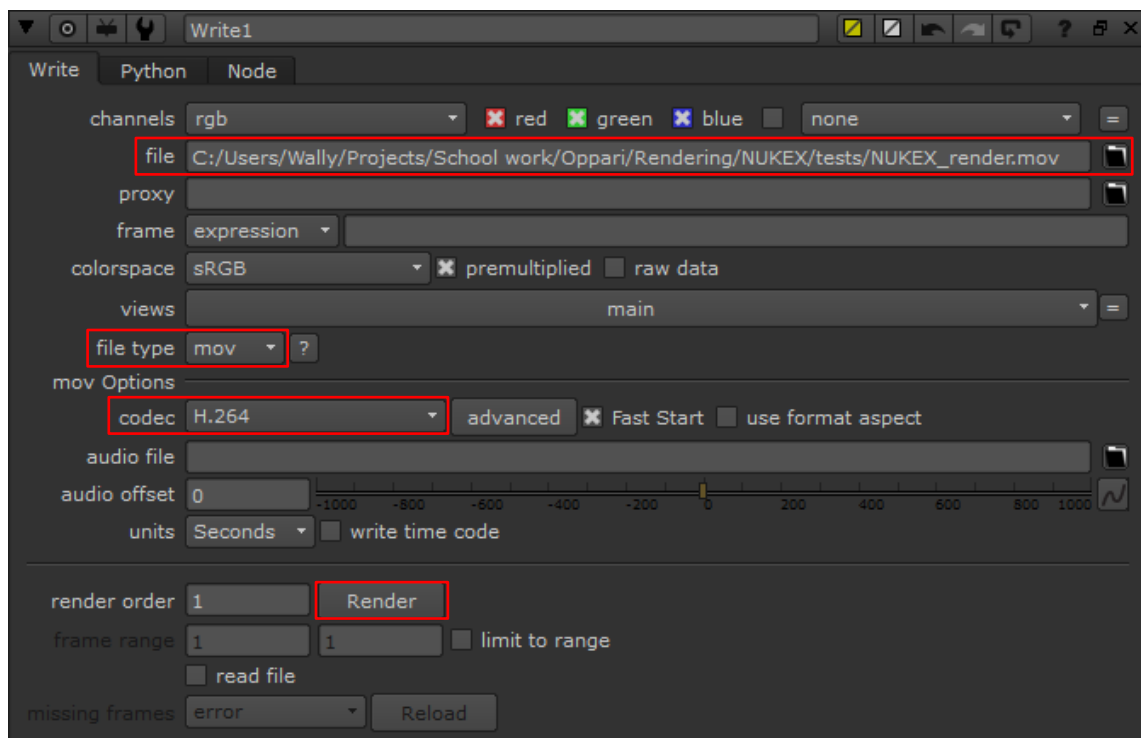 Write1 ?
Write Python Node
channels rgb red green blue none =
file C:/Users/Wally/Projects/School work/Oppari/Rendering/NUKEX/tests/NUKEX_render.mov
proxy
frame expression
colorspace sRGB premultiplied raw data
views main =
file type mov ?
mov Options
codec H.264 advanced Fast Start use format aspect
audio file
audio offset 0 -1000 -800 -600 -400 -200 0 200 400 600 800 1000
units Seconds write time code
render order 1 Render
frame range 1 1 limit to range
read file
missing frames error Reload